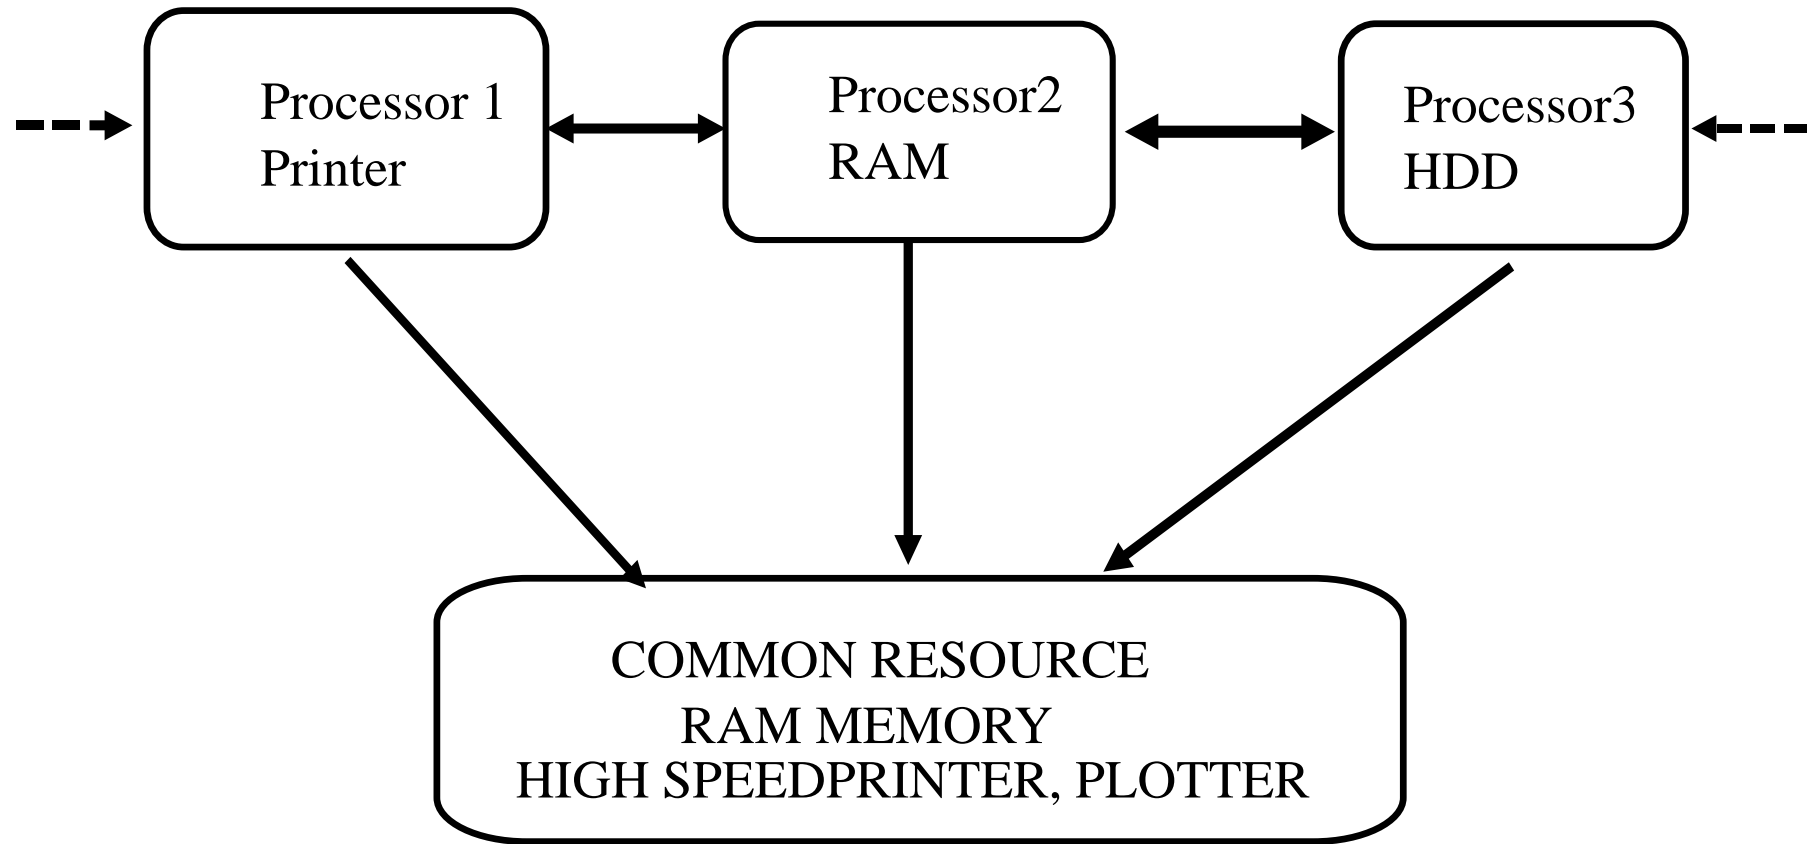 Processor 1
Printer
Processor2
RAM
Processor3
HDD
COMMON RESOURCE
RAM MEMORY
HIGH SPEEDPRINTER, PLOTTER